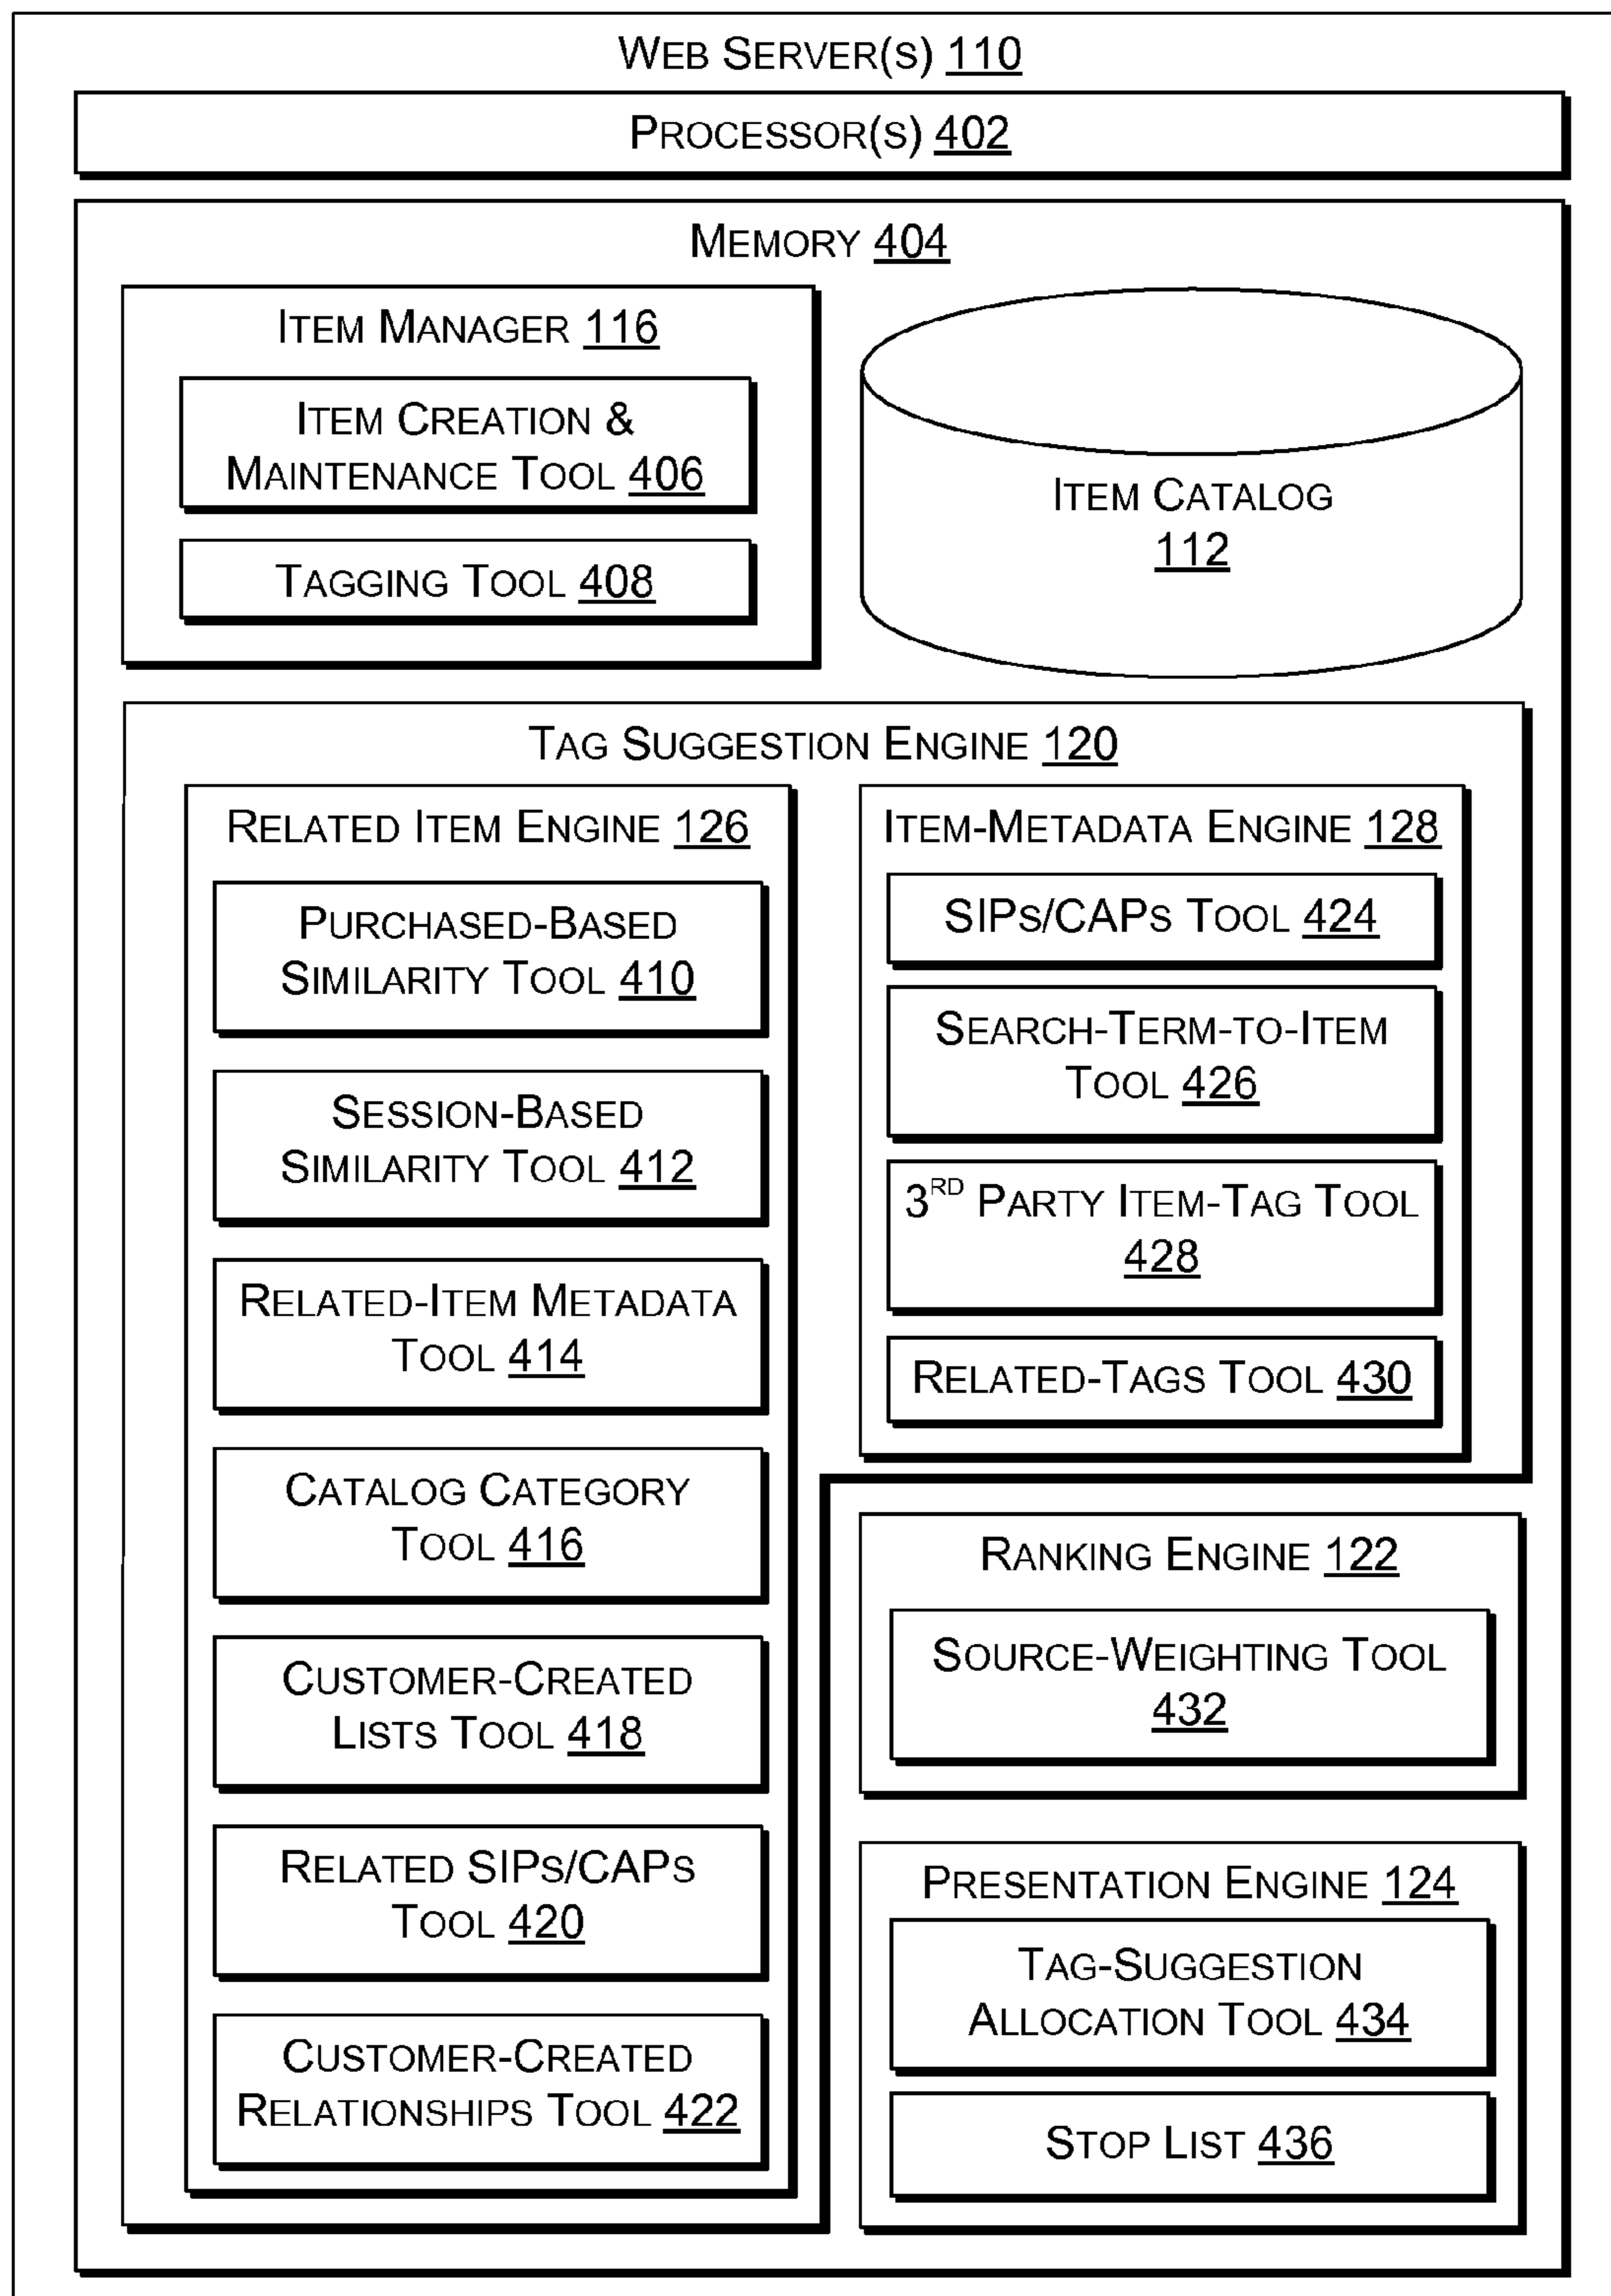 WEB SERVER(S) 110
PROCESSOR(S) 402
MEMORY 404
ITEM MANAGER 116
ITEM CREATION &
MAINTENANCE TOOL 406
TAGGING TOOL 408
ITEM CATALOG
112
TAG SUGGESTION ENGINE 120
RELATED ITEM ENGINE 126
PURCHASED-BASED
SIMILARITY TOOL 410
SESSION-BASED
SIMILARITY TOOL 412
RELATED-ITEM METADATA
TOOL 414
CATALOG CATEGORY
TOOL 416
CUSTOMER-CREATED
LISTS TOOL 418
RELATED SIPS/CAPS
TOOL 420
CUSTOMER-CREATED
RELATIONSHIPS TOOL 422
ITEM-METADATA ENGINE 128
SIPS/CAPS TOOL 424
SEARCH-TERM-TO-ITEM
TOOL 426
3RD PARTY ITEM-TAG TOOL
428
RELATED-TAGS TOOL 430
RANKING ENGINE 122
SOURCE-WEIGHTING TOOL
432
PRESENTATION ENGINE 124
TAG-SUGGESTION
ALLOCATION TOOL 434
STOP LIST 436